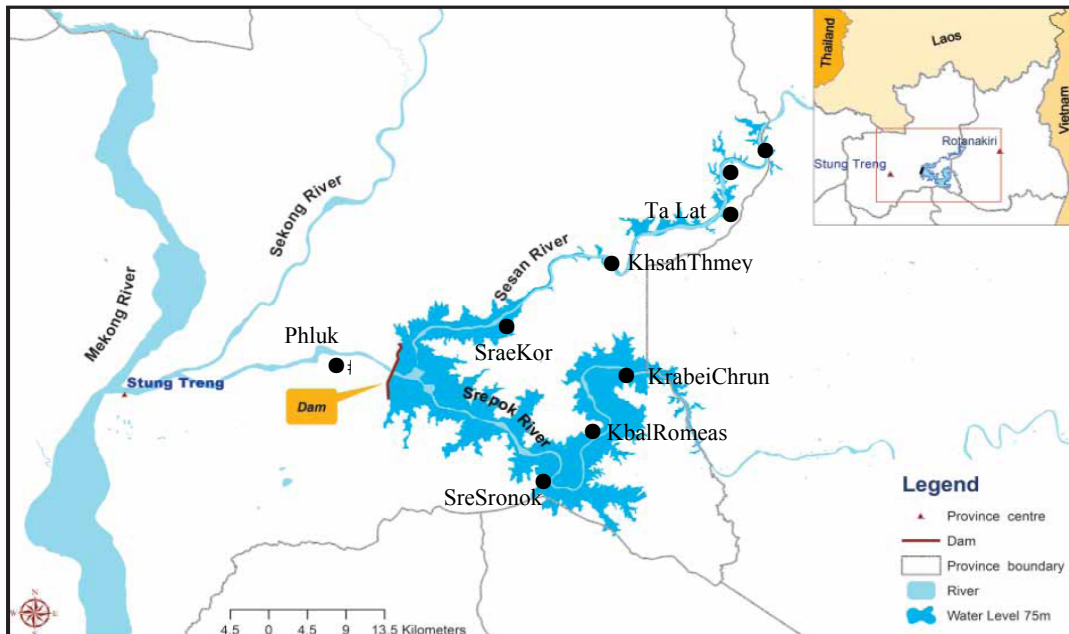 Thailand
Laos
Vietnam
Rotanakiri
Stung Treng
Sekong River
Ta Lat
Sesan River
KhsahThmey
Mekong River
Phluk
SraeKor
Stung Treng
KrabeiChrun
Dam
Srepok River
KbalRomeas
SreSronok
Legend
Province centre
Dam
Province boundary
River
Water Level 75m
N
W
E
S
4.5 0 4.5 9 13.5 Kilometers